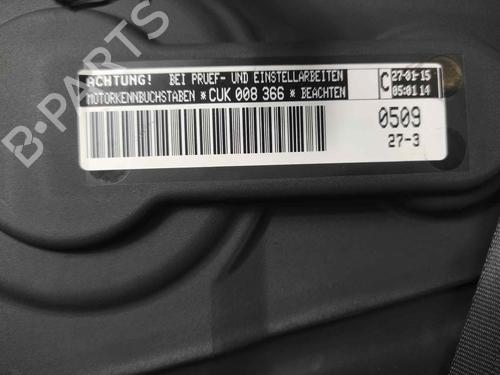 ACHTUNG! BEI PRUEF- UND EINSTELLARBEITEN
MOTORKENNBUCHSTABEN *CUK 008 366* BEACHTEN
C
27-01-15
05:01 14
0509
27-3
B-PARTS